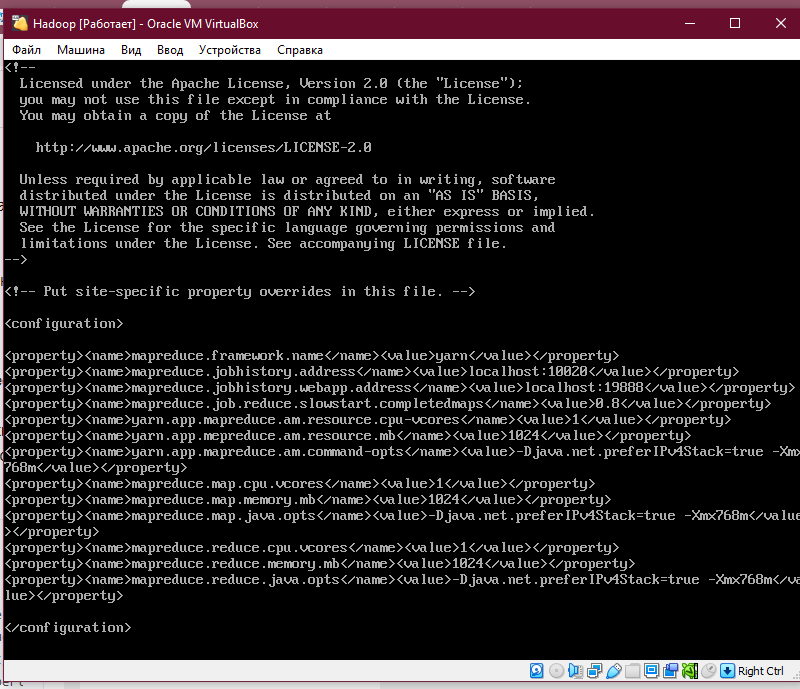 Hadoop [Работает] - Oracle VM VirtualBox
Файл Машина Вид Ввод Устройства Справка
<!--
Licensed under the Apache License, Version 2.0 (the "License");
you may not use this file except in compliance with the License.
You may obtain a copy of the License at
http://www.apache.org/licenses/LICENSE-2.0
Unless required by applicable law or agreed to in writing, software
distributed under the License is distributed on an "AS IS" BASIS,
WITHOUT WARRANTIES OR CONDITIONS OF ANY KIND, either express or implied.
See the License for the specific language governing permissions and
limitations under the License. See accompanying LICENSE file.
-->
<!-- Put site-specific property overrides in this file. -->
<configuration>
<property><name>mapreduce.framework.name</name><value>yarn</value></property>
<property><name>mapreduce.jobhistory.address</name><value>localhost:10020</value></property>
<property><name>mapreduce.jobhistory.webapp.address</name><value>localhost:19888</value></property>
<property><name>mapreduce.job.reduce.slowstart.completedmaps</name><value>0.8</value></property>
<property><name>yarn.app.mapreduce.am.resource.cpu-vcores</name><value>1</value></property>
<property><name>yarn.app.mepreduce.am.resource.mb</name><value>1024</value></property>
<property><name>yarn.app.mapreduce.am.command-opts</name><value>-Djava.net.preferIPv4Stack=true -Xmx
768m</value></property>
<property><name>mapreduce.map.cpu.vcores</name><value>1</value></property>
<property><name>mapreduce.map.memory.mb</name><value>1024</value></property>
<property><name>mapreduce.map.java.opts</name><value>-Djava.net.preferIPv4Stack=true -Xmx768m</value
></property>
<property><name>mapreduce.reduce.cpu.vcores</name><value>1</value></property>
<property><name>mapreduce.reduce.memory.mb</name><value>1024</value></property>
<property><name>mapreduce.reduce.java.opts</name><value>-Djava.net.preferIPv4Stack=true -Xmx768m</va
lue></property>
</configuration>
Right Ctrl